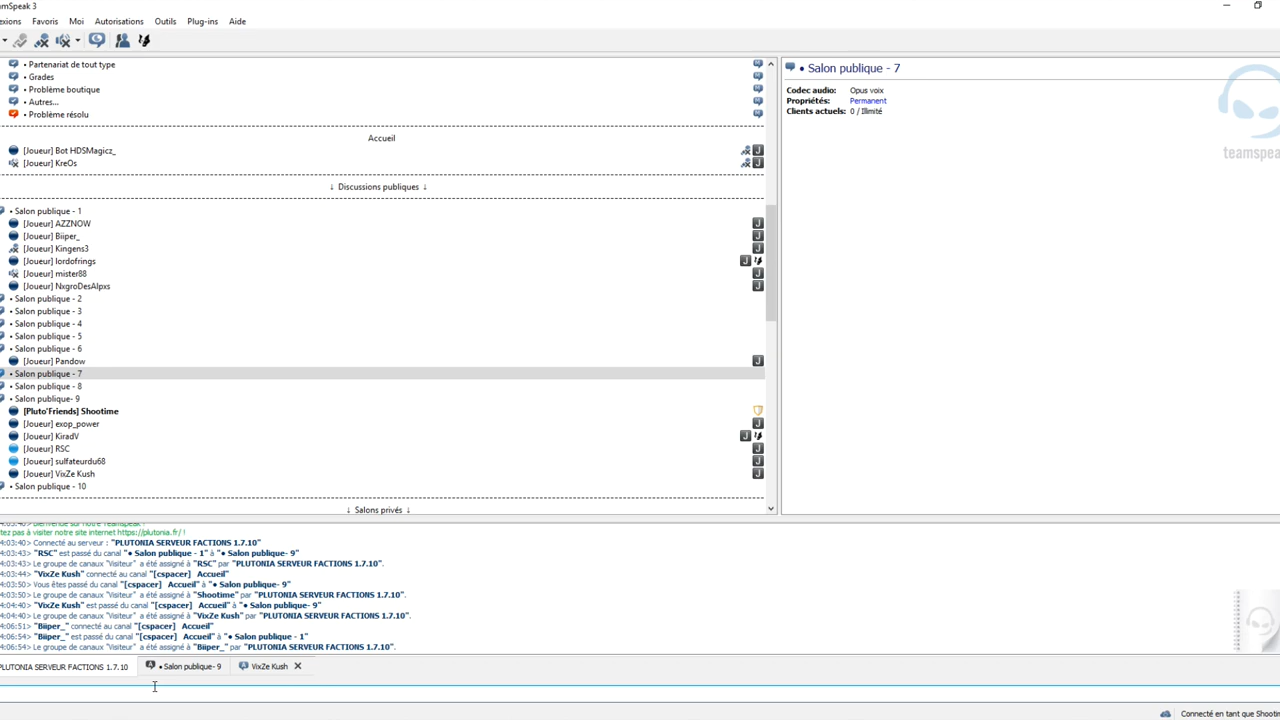 amSpeak 3
exions Favoris Moi Autorisations Outils Plug-ins Aide
• Partenariat de tout type
• Grades
• Problème boutique
• Autres...
• Problème résolu
Accueil
[Joueur] Bot HDSMagicz_
[Joueur] KreOs
↓ Discussions publiques ↓
• Salon publique - 1
[Joueur] AZZNOW
[Joueur] Biiper_
[Joueur] Kingens3
[Joueur] lordofrings
[Joueur] mister88
[Joueur] NxgroDesAlpxs
• Salon publique - 2
• Salon publique - 3
• Salon publique - 4
• Salon publique - 5
• Salon publique - 6
[Joueur] Pandow
• Salon publique - 7
• Salon publique - 8
• Salon publique- 9
[Pluto'Friends] Shootime
[Joueur] exop_power
[Joueur] KiradV
[Joueur] RSC
[Joueur] sulfateurdu68
[Joueur] VixZe Kush
• Salon publique - 10
↓ Salons privés ↓
• Salon publique - 7
Codec audio: Opus voix
Propriétés: Permanent
Clients actuels: 0 / Illimité
teamspea
4:03:40> Bienvenue sur notre Teamspeak !
tez pas à visiter notre site internet https://plutonia.fr/ !
4:03:40> Connecté au serveur : "PLUTONIA SERVEUR FACTIONS 1.7.10"
4:03:43> "RSC" est passé du canal "● Salon publique - 1" à "● Salon publique- 9"
4:03:43> Le groupe de canaux "Visiteur" a été assigné à "RSC" par "PLUTONIA SERVEUR FACTIONS 1.7.10".
4:03:44> "VixZe Kush" connecté au canal "[cspacer] Accueil"
4:03:50> Vous êtes passé du canal "[cspacer] Accueil" à "● Salon publique- 9"
4:03:50> Le groupe de canaux "Visiteur" a été assigné à "Shootime" par "PLUTONIA SERVEUR FACTIONS 1.7.10".
4:04:40> "VixZe Kush" est passé du canal "[cspacer] Accueil" à "● Salon publique- 9"
4:04:40> Le groupe de canaux "Visiteur" a été assigné à "VixZe Kush" par "PLUTONIA SERVEUR FACTIONS 1.7.10".
4:06:51> "Biiper_" connecté au canal "[cspacer] Accueil"
4:06:54> "Biiper_" est passé du canal "[cspacer] Accueil" à "● Salon publique - 1"
4:06:54> Le groupe de canaux "Visiteur" a été assigné à "Biiper_" par "PLUTONIA SERVEUR FACTIONS 1.7.10".
PLUTONIA SERVEUR FACTIONS 1.7.10 • Salon publique- 9 VixZe Kush
Connecté en tant que Shootin